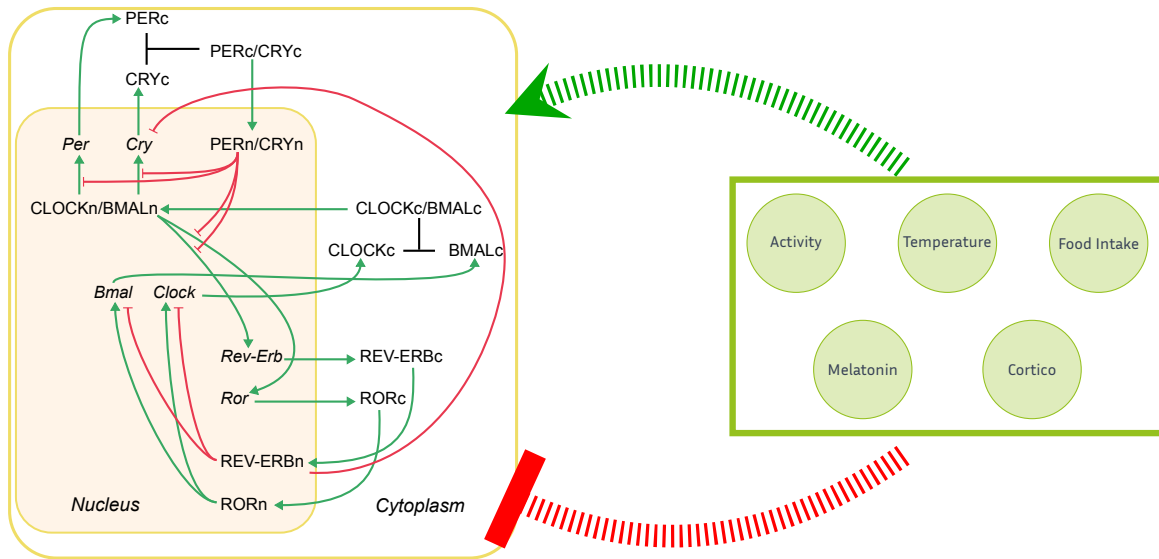 PERc
PERc/CRYc
CRYc
Per
Cry
PERn/CRYn
CLOCKn/BMALn
CLOCKc/BMALc
CLOCKc
BMALc
Bmal
Clock
Rev-Erb
REV-ERBc
Ror
RORc
REV-ERBn
RORn
Nucleus
Cytoplasm
Activity
Temperature
Food Intake
Melatonin
Cortico